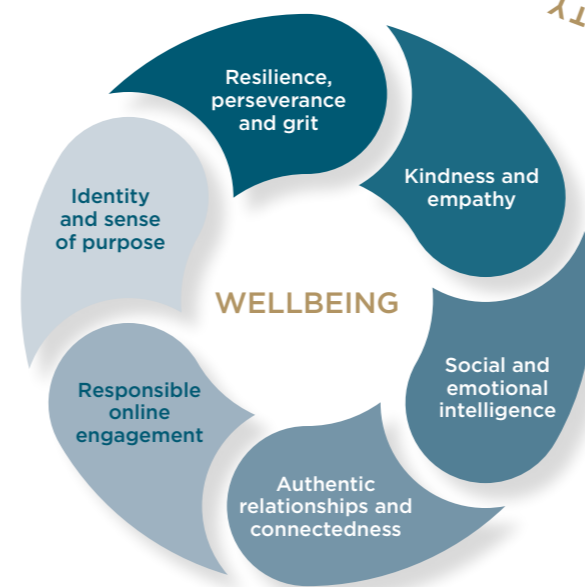 TY
Resilience,
perseverance
and grit
Kindness and
empathy
Identity
and sense
of purpose
WELLBEING
Social and
emotional
intelligence
Responsible
online
engagement
Authentic
relationships and
connectedness